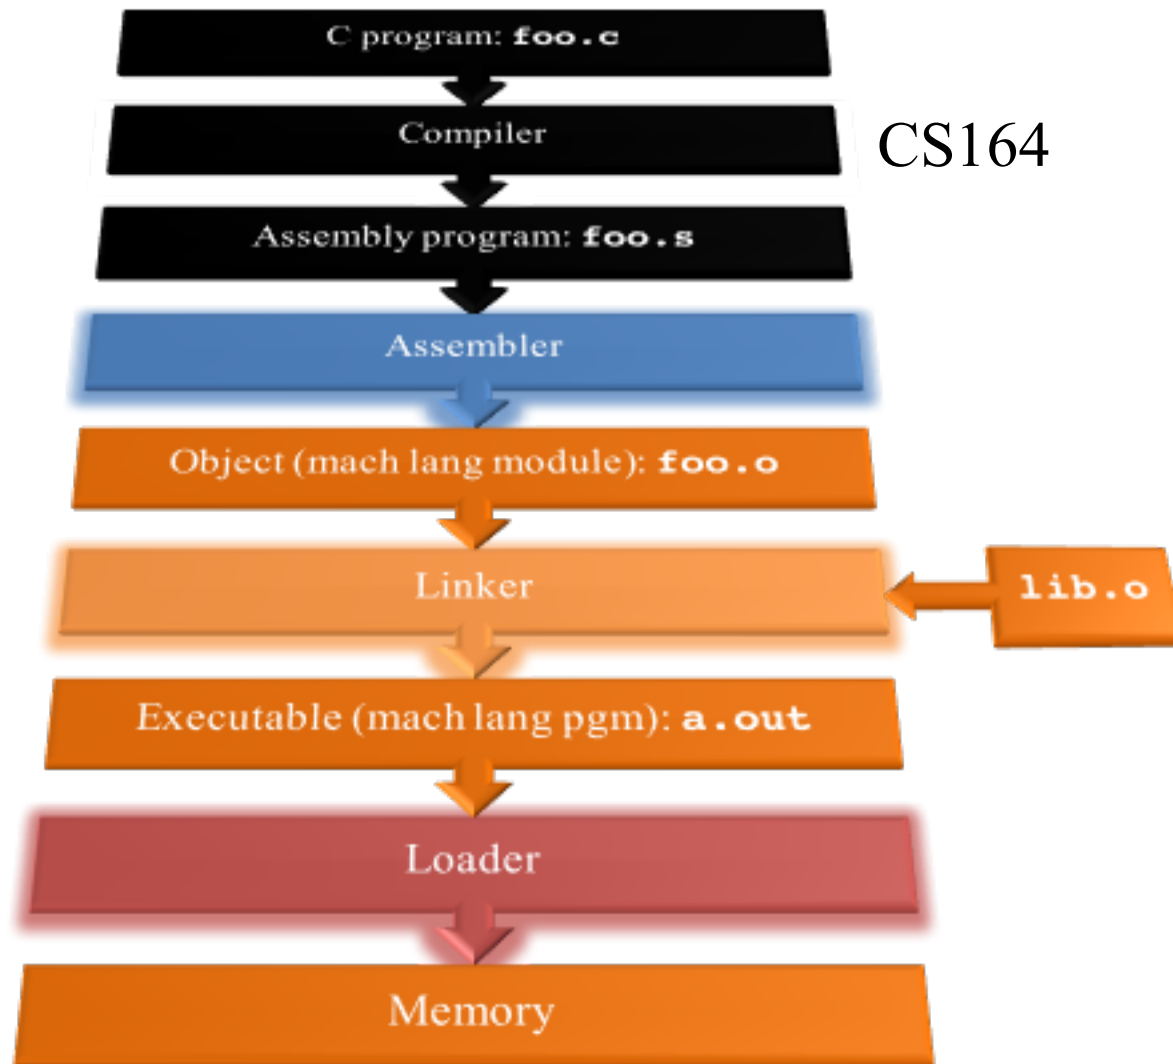 C program: foo.c
Compiler
CS164
Assembly program: foo.s
Assembler
Object (mach lang module): foo.o
Linker
lib.o
Executable (mach lang pgm): a.out
Loader
Memory